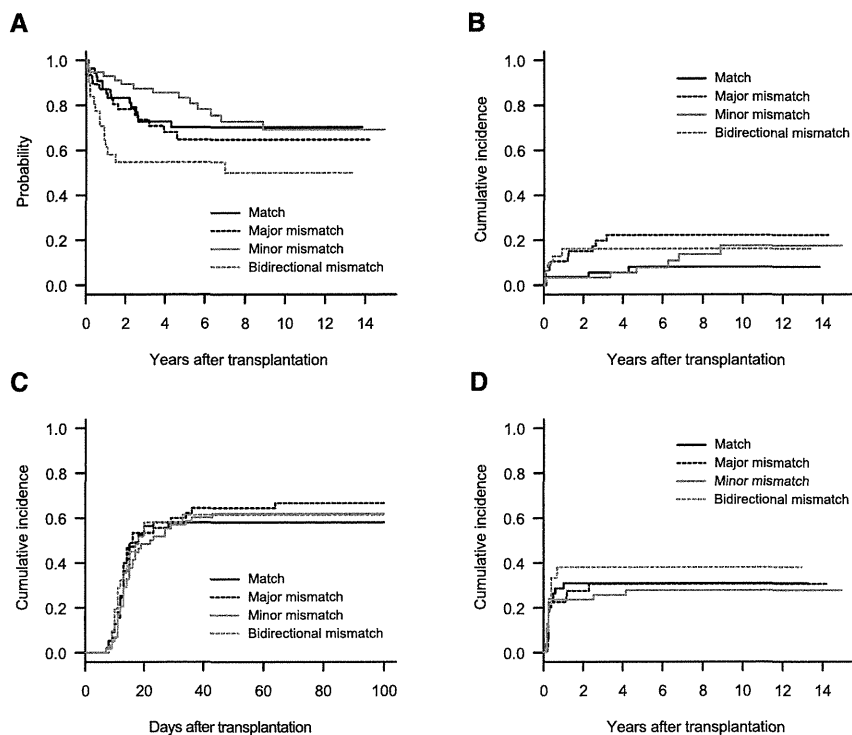 A
1.0
0.8
0.6
0.4
0.2
0.0
Probability
Match
Major mismatch
Minor mismatch
Bidirectional mismatch
0 2 4 6 8 10 12 14
Years after transplantation
B
1.0
0.8
0.6
0.4
0.2
0.0
Cumulative incidence
Match
Major mismatch
Minor mismatch
Bidirectional mismatch
0 2 4 6 8 10 12 14
Years after transplantation
C
1.0
0.8
0.6
0.4
0.2
0.0
Cumulative incidence
Match
Major mismatch
Minor mismatch
Bidirectional mismatch
0 20 40 60 80 100
Days after transplantation
D
1.0
0.8
0.6
0.4
0.2
0.0
Cumulative incidence
Match
Major mismatch
Minor mismatch
Bidirectional mismatch
0 2 4 6 8 10 12 14
Years after transplantation